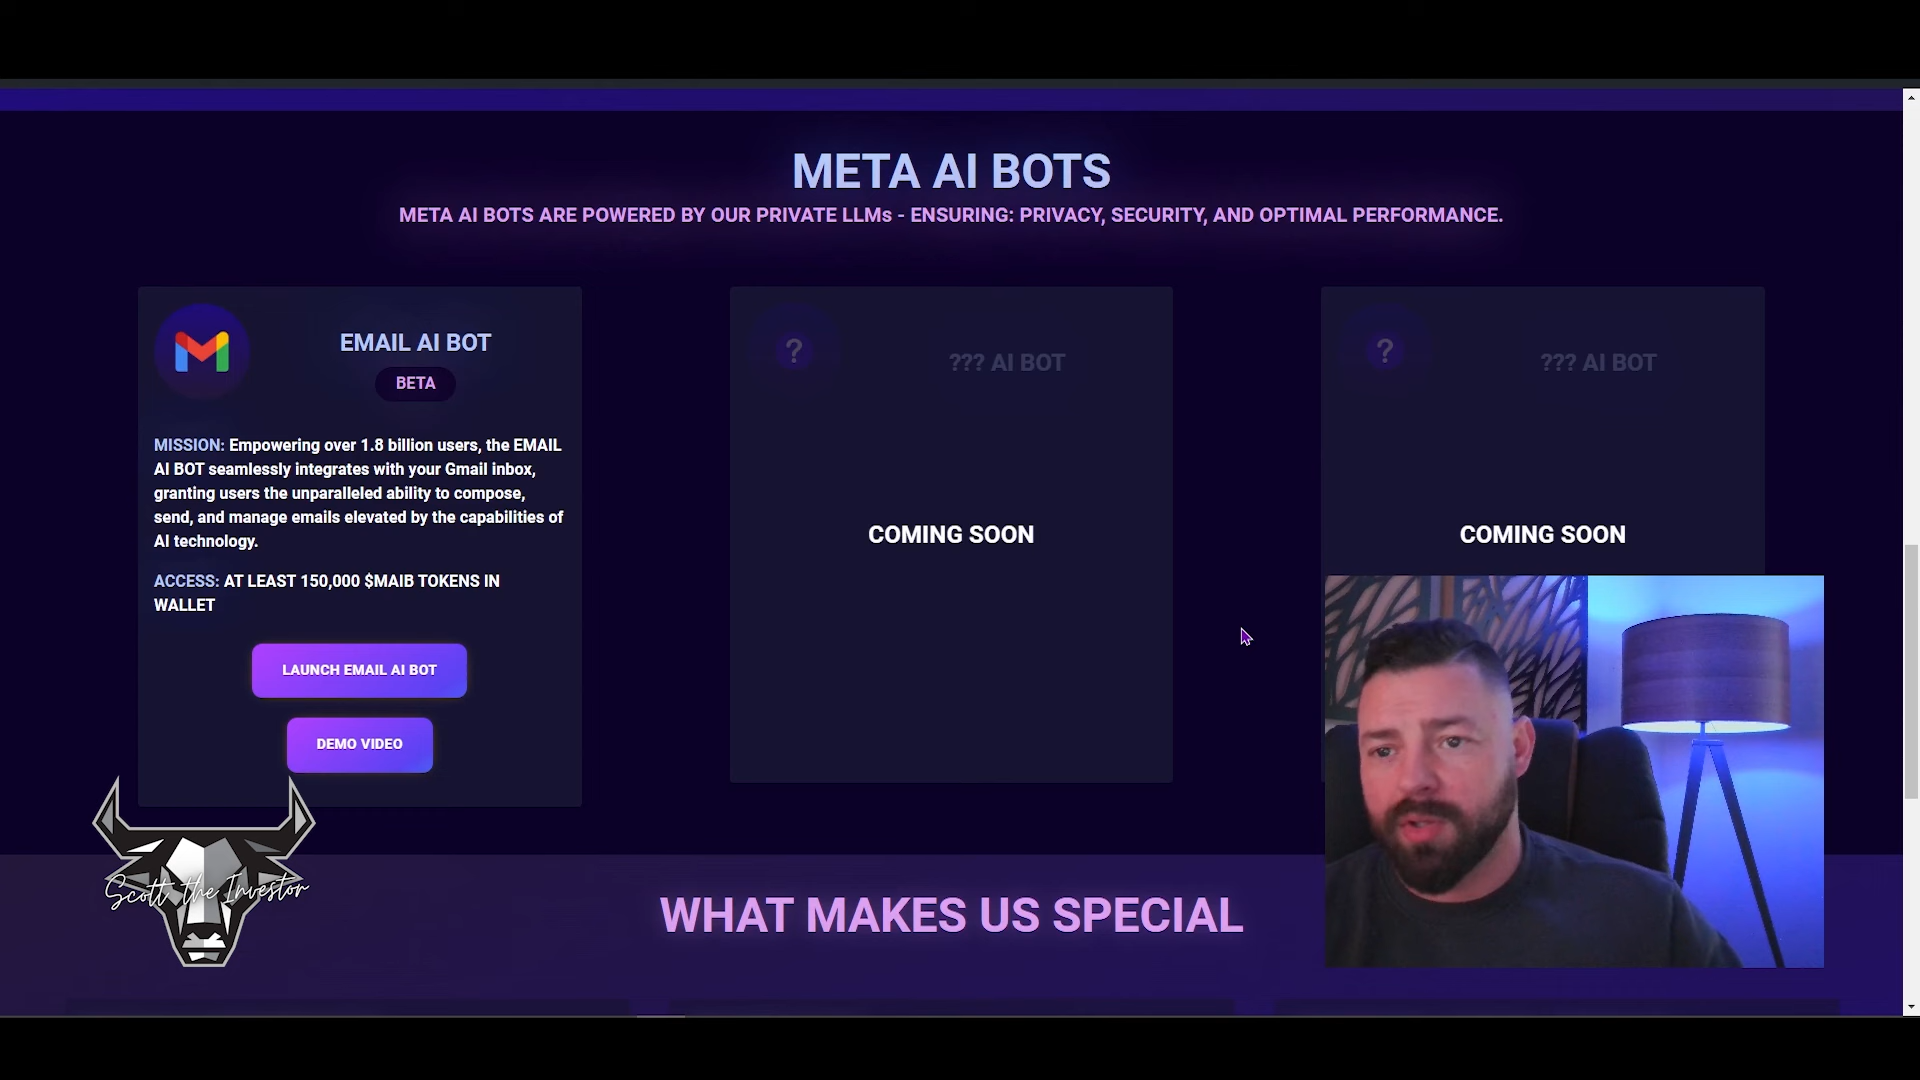 META AI BOTS
META AI BOTS ARE POWERED BY OUR PRIVATE LLMs - ENSURING: PRIVACY, SECURITY, AND OPTIMAL PERFORMANCE.
EMAIL AI BOT
BETA
MISSION: Empowering over 1.8 billion users, the EMAIL
AI BOT seamlessly integrates with your Gmail inbox,
granting users the unparalleled ability to compose,
send, and manage emails elevated by the capabilities of
AI technology.
ACCESS: AT LEAST 150,000 $MAIB TOKENS IN
WALLET
LAUNCH EMAIL AI BOT
DEMO VIDEO
?
??? AI BOT
COMING SOON
?
??? AI BOT
COMING SOON
Scott the Investor
WHAT MAKES US SPECIAL